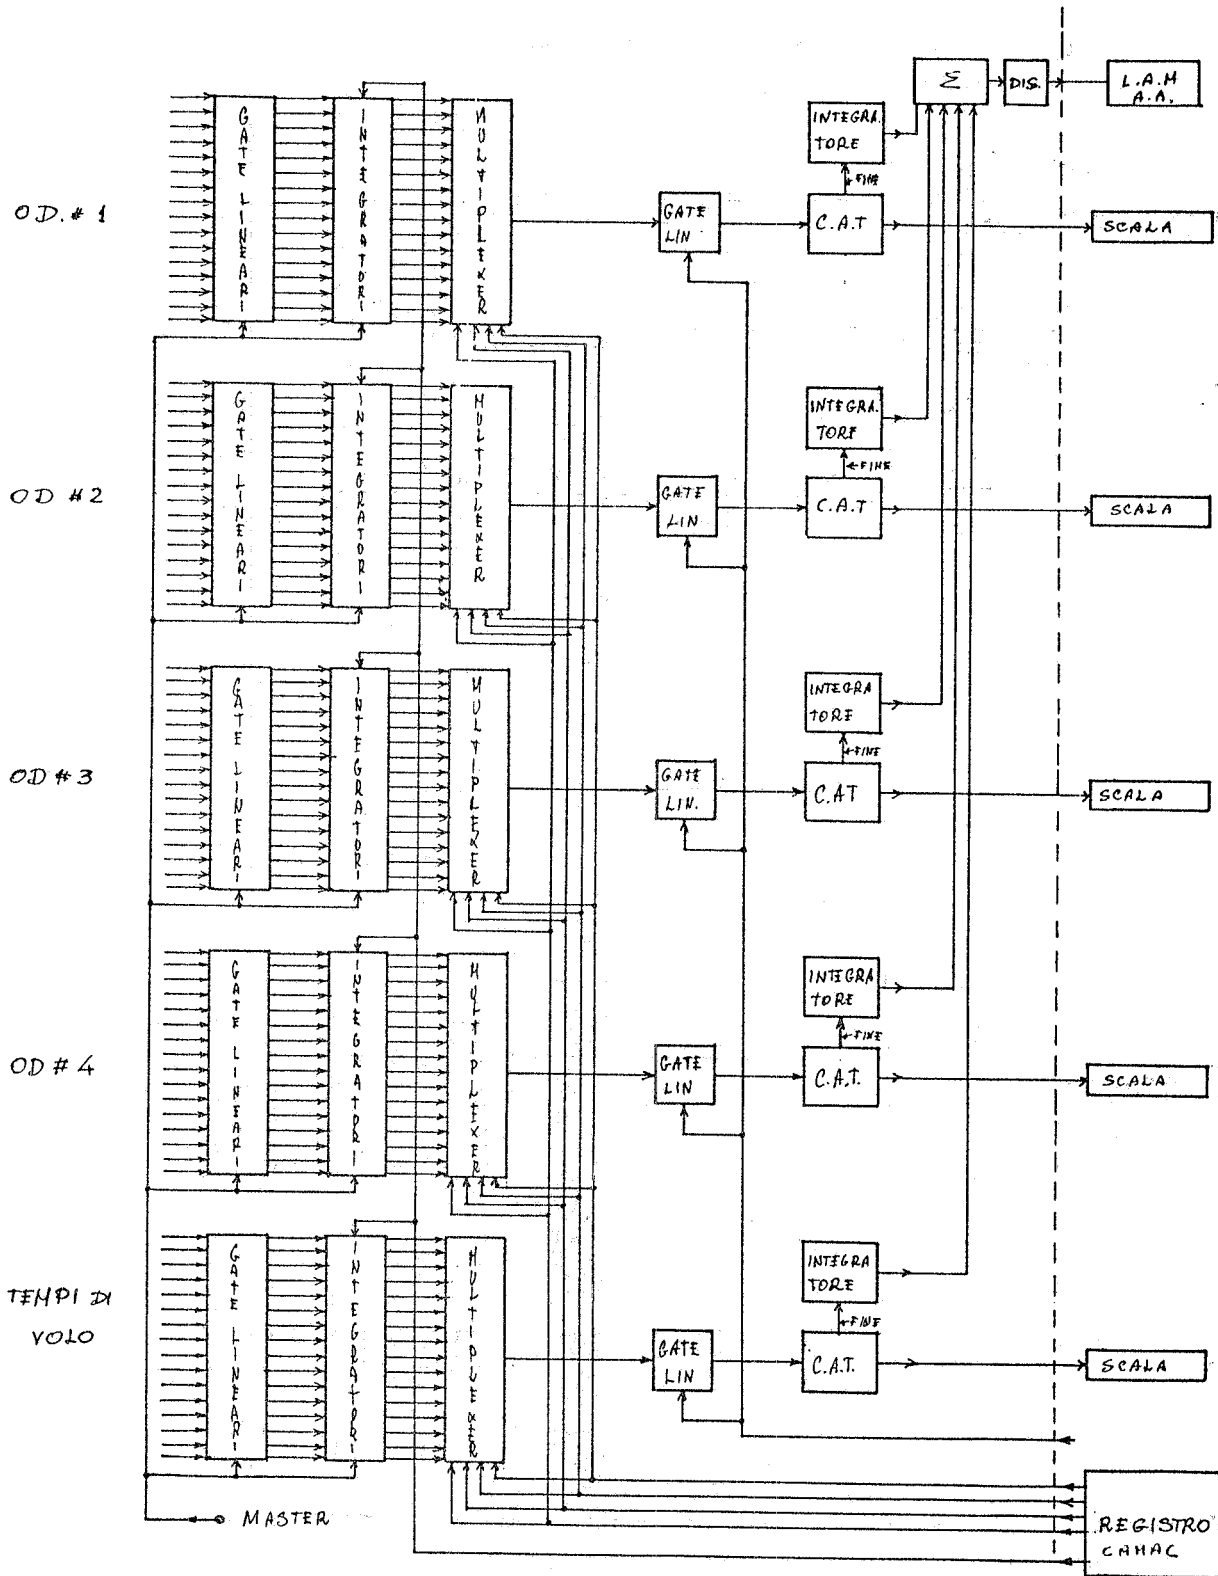 Σ
DIS.
L.A.M
A.A.
OD. # 1
GATE LINEARI
INTEGRATORI
MULTIPLEXER
GATE
LIN
INTEGRA.
TORE
←FINE
C.A.T
SCALA
OD #2
GATE LINEARI
INTEGRATORI
MULTIPLEXER
GATE
LIN
INTEGRA.
TORE
←FINE
C.A.T
SCALA
OD #3
GATE LINEARI
INTEGRATORI
MULTIPLEXER
GATE
LIN.
INTEGRA
TORE
←FINE
C.AT
SCALA
OD # 4
GATE LINEARI
INTEGRATORI
MULTIPLEXER
GATE
LIN
INTEGRA
TORE
←FINE
C.A.T.
SCALA
TEMPI DI
VOLO
GATE LINEARI
INTEGRATORI
MULTIPLEXER
GATE
LIN
INTEGRA
TORE
←FINE
C.A.T.
SCALA
MASTER
REGISTRO
CAMAC